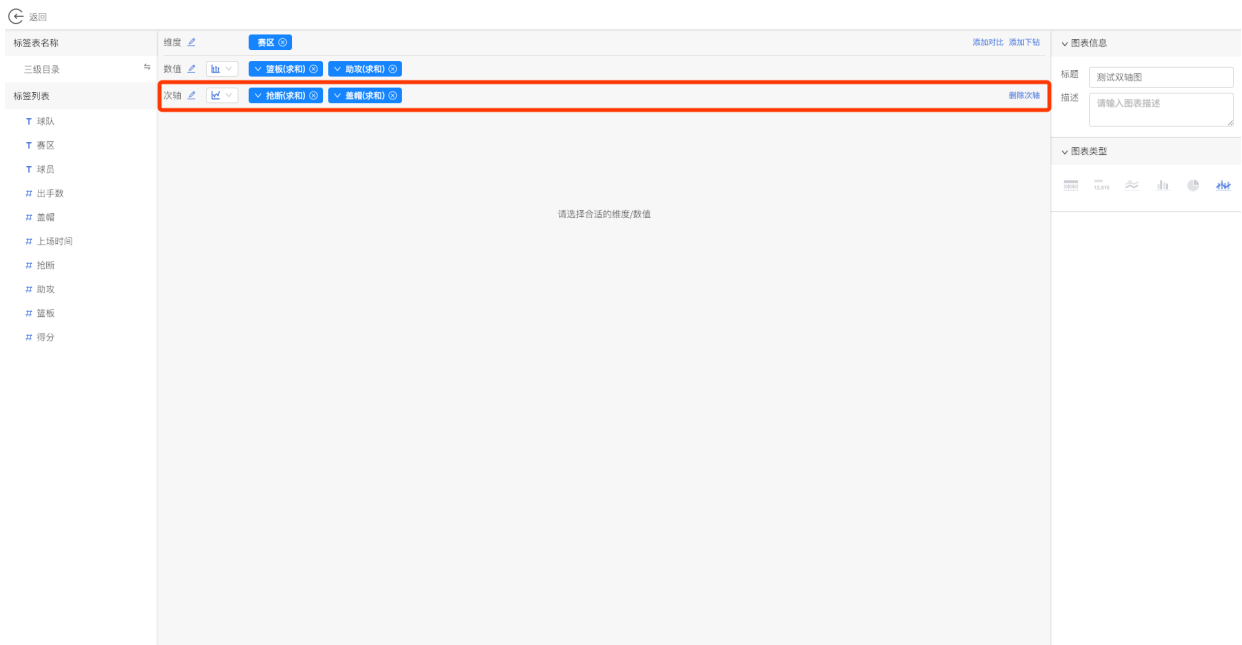 返回
标签表名称
三级目录
标签列表
T 球队
T 赛区
T 球员
# 出手数
# 盖帽
# 上场时间
# 抢断
# 助攻
# 篮板
# 得分
维度 赛区 添加对比 添加下钻
数值 篮板(求和) 助攻(求和)
次轴 抢断(求和) 盖帽(求和) 删除次轴
请选择合适的维度/数值
图表信息
标题 测试双轴图
描述 请输入图表描述
图表类型